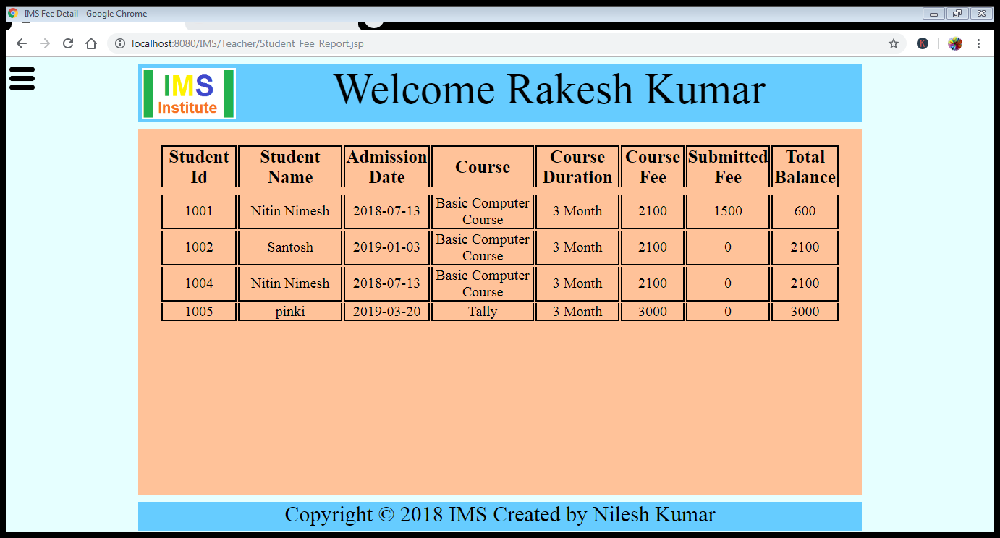 IMS Fee Detail - Google Chrome
localhost:8080/IMS/Teacher/Student_Fee_Report.jsp
K
IMS
Institute
Welcome Rakesh Kumar
Student Id Student Name Admission Date Course Course Duration Course Fee Submitted Fee Total Balance
1001 Nitin Nimesh 2018-07-13 Basic Computer Course 3 Month 2100 1500 600
1002 Santosh 2019-01-03 Basic Computer Course 3 Month 2100 0 2100
1004 Nitin Nimesh 2018-07-13 Basic Computer Course 3 Month 2100 0 2100
1005 pinki 2019-03-20 Tally 3 Month 3000 0 3000
Copyright © 2018 IMS Created by Nilesh Kumar